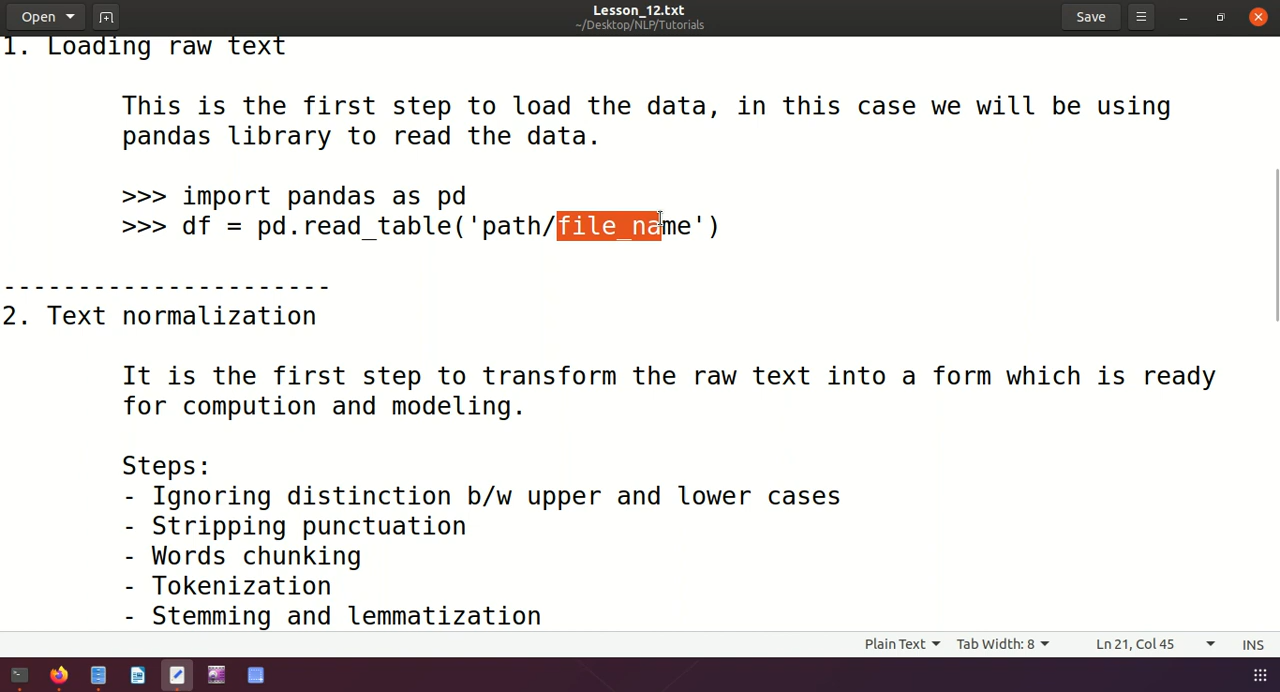 Open
Lesson_12.txt
~/Desktop/NLP/Tutorials
Save
1. Loading raw text
This is the first step to load the data, in this case we will be using
pandas library to read the data.
>>> import pandas as pd
>>> df = pd.read_table('path/file_name')
----------------------
2. Text normalization
It is the first step to transform the raw text into a form which is ready
for compution and modeling.
Steps:
- Ignoring distinction b/w upper and lower cases
- Stripping punctuation
- Words chunking
- Tokenization
- Stemming and lemmatization
Plain Text
Tab Width: 8
Ln 21, Col 45
INS